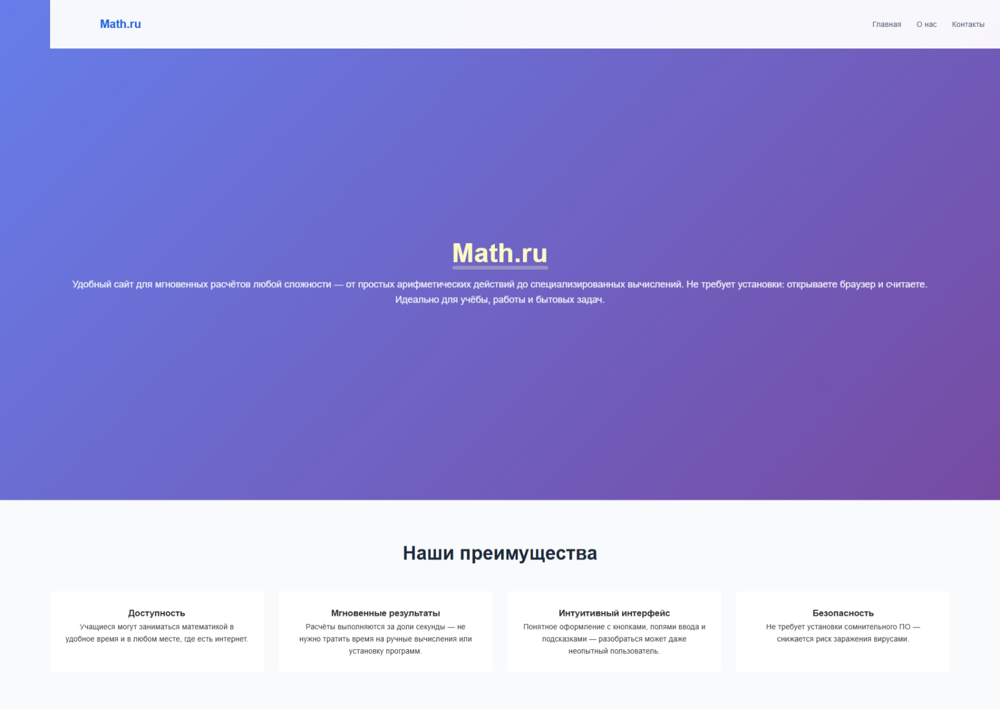 Math.ru
Главная
О нас
Контакты
Math.ru
Удобный сайт для мгновенных расчётов любой сложности — от простых арифметических действий до специализированных вычислений. Не требует установки: открываете браузер и считаете.
Идеально для учёбы, работы и бытовых задач.
Наши преимущества
Доступность
Учащиеся могут заниматься математикой в
удобное время и в любом месте, где есть интернет.
Мгновенные результаты
Расчёты выполняются за доли секунды — не
нужно тратить время на ручные вычисления или
установку программ.
Интуитивный интерфейс
Понятное оформление с кнопками, полями ввода и
подсказками — разобраться может даже
неопытный пользователь.
Безопасность
Не требует установки сомнительного ПО —
снижается риск заражения вирусами.